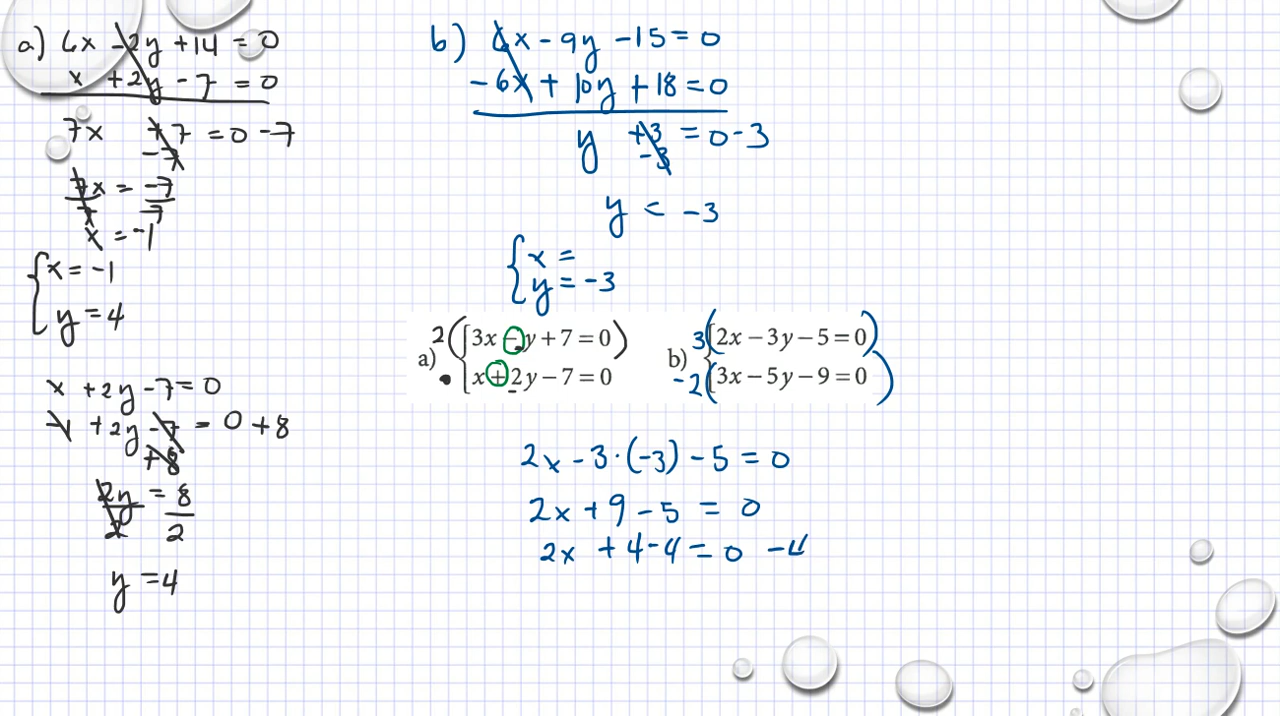 a) 6x -2y +14 = 0
x +2y - 7 = 0
7x +7 = 0 -7
-7
7x = -7
7 7
x = -1
{ x = -1
y = 4
x +2y -7 = 0
-1 +2y -7 = 0 +8
+8
2y = 8
2 2
y = 4
b) 6x - 9y - 15 = 0
-6x + 10y + 18 = 0
y +3 = 0 - 3
-3
y = -3
{ x =
y = -3
2( 3x − y + 7 = 0 )
a)
x + 2y − 7 = 0
3( 2x − 3y − 5 = 0 )
b)
-2( 3x − 5y − 9 = 0 )
2x - 3·(-3) - 5 = 0
2x + 9 - 5 = 0
2x + 4 - 4 = 0 - 4